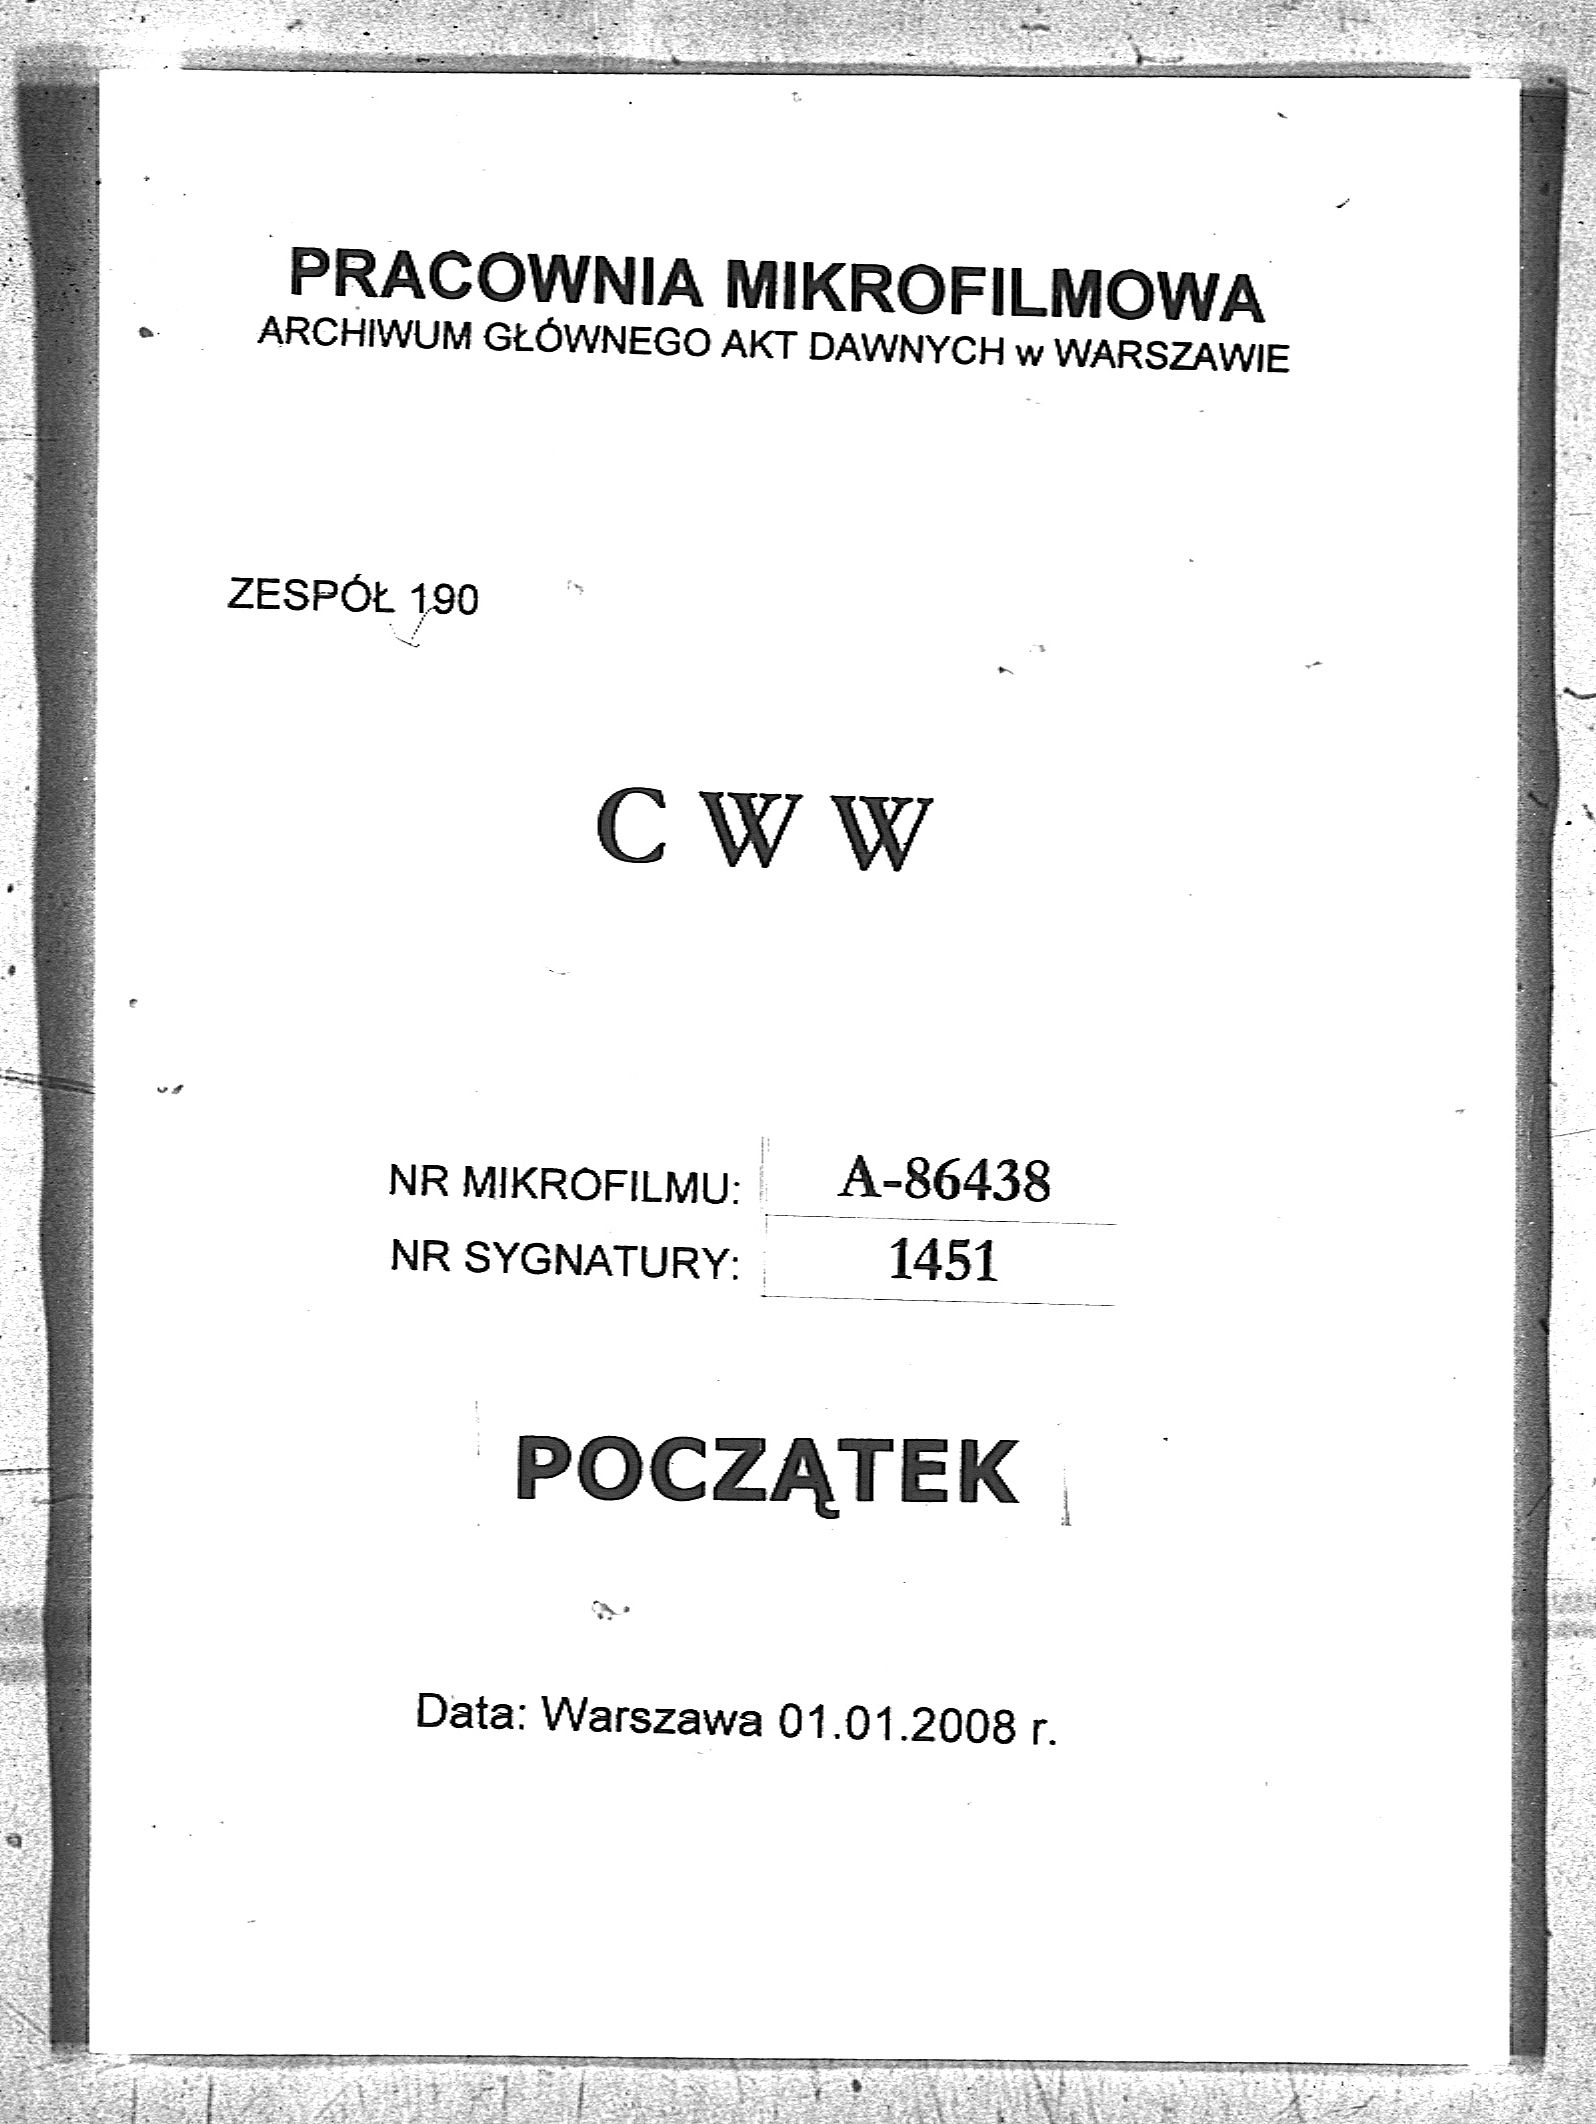 PRACOWNIA MIKROFILMOWA
ARCHIWUM GŁÓWNEGO AKT DAWNYCH w WARSZAWIE
ZESPÓŁ 190
C W W
NR MIKROFILMU: A-86438
NR SYGNATURY: 1451
POCZĄTEK
Data: Warszawa 01.01.2008 r.